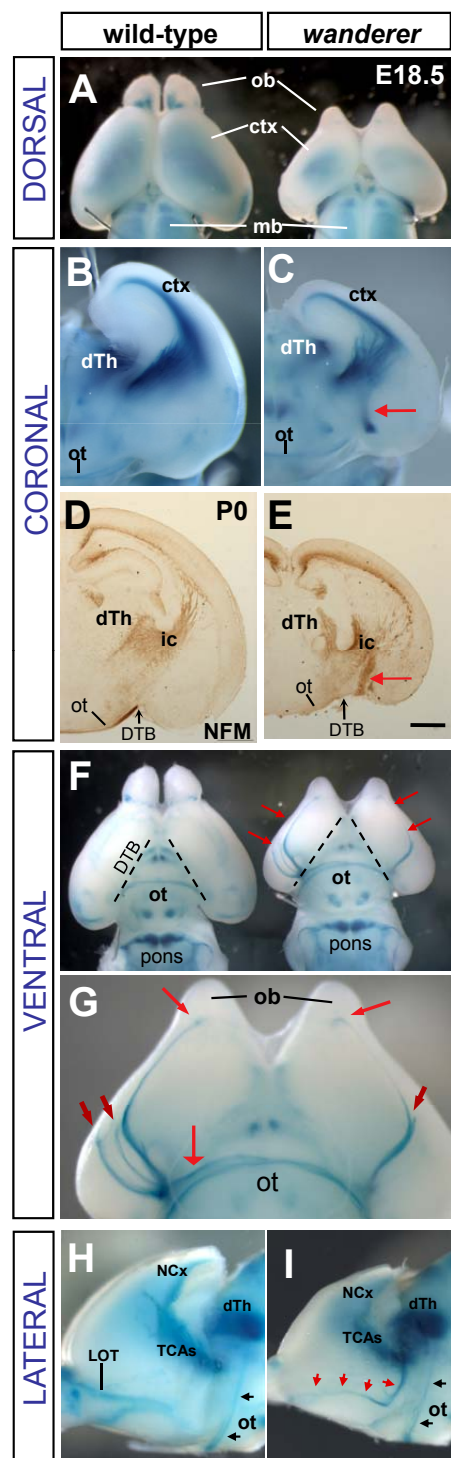 wild-type wanderer
DORSAL
A ob E18.5
ctx
mb
CORONAL
B ctx C ctx
dTh dTh
ot ot
D P0 E
dTh ic dTh ic
ot ot
DTB NFM DTB
VENTRAL
F
DTB
ot ot
pons pons
G ob
ot
LATERAL
H NCx I NCx
dTh dTh
TCAs TCAs
LOT
ot ot